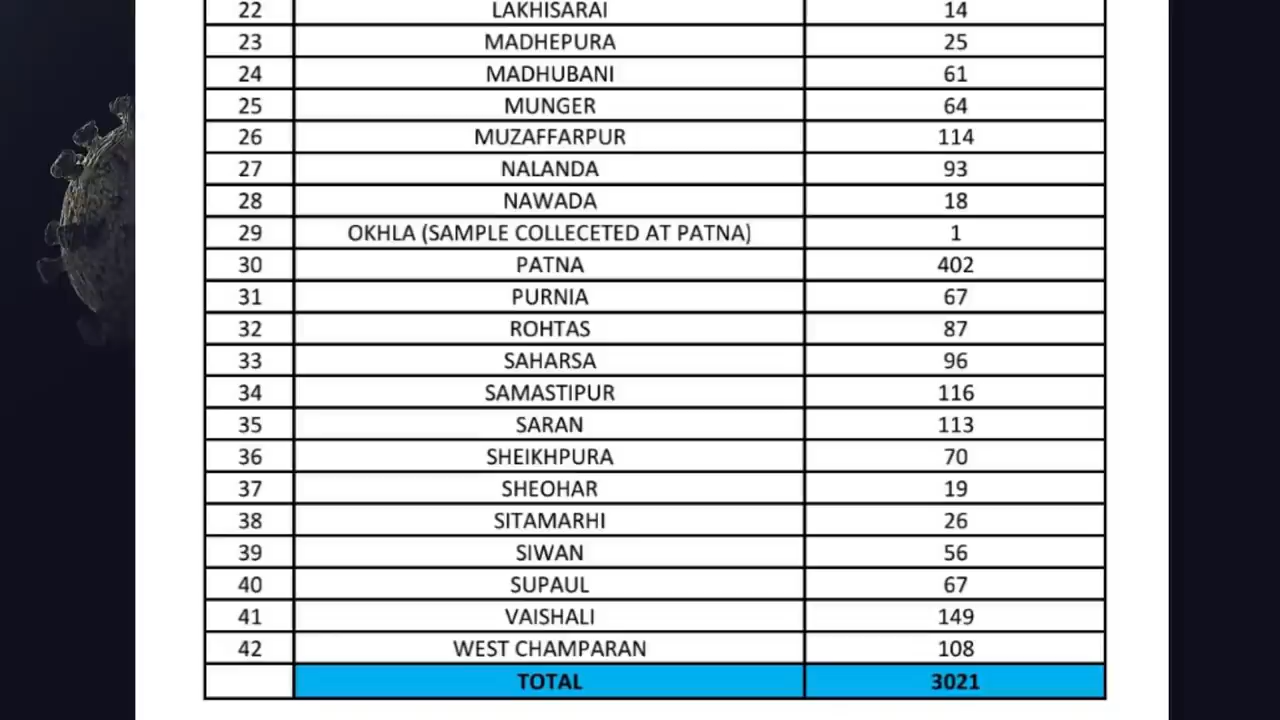 22 LAKHISARAI 14
23 MADHEPURA 25
24 MADHUBANI 61
25 MUNGER 64
26 MUZAFFARPUR 114
27 NALANDA 93
28 NAWADA 18
29 OKHLA (SAMPLE COLLECETED AT PATNA) 1
30 PATNA 402
31 PURNIA 67
32 ROHTAS 87
33 SAHARSA 96
34 SAMASTIPUR 116
35 SARAN 113
36 SHEIKHPURA 70
37 SHEOHAR 19
38 SITAMARHI 26
39 SIWAN 56
40 SUPAUL 67
41 VAISHALI 149
42 WEST CHAMPARAN 108
TOTAL 3021